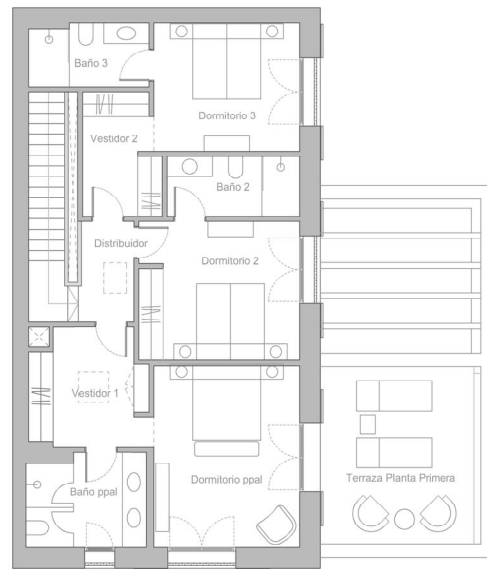 Baño 3
Dormitorio 3
Vestidor 2
Baño 2
Distribuidor
Dormitorio 2
Vestidor 1
Dormitorio ppal
Terraza Planta Primera
Baño ppal